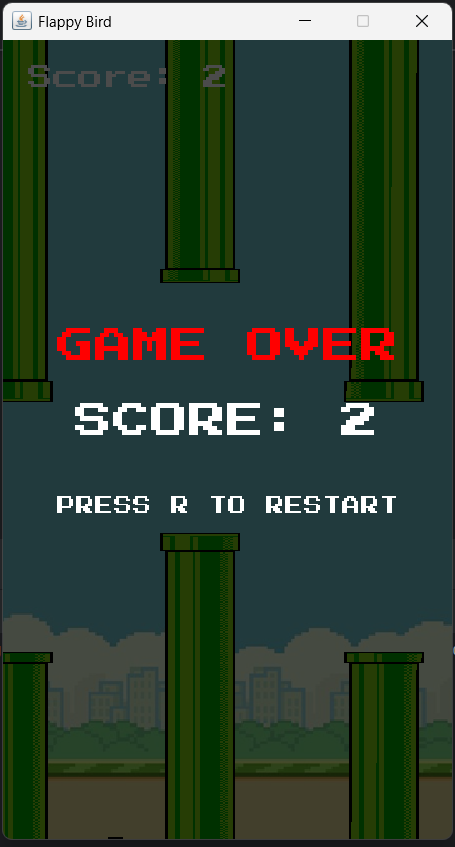 Flappy Bird
Score: 2
GAME OVER
SCORE: 2
PRESS R TO RESTART